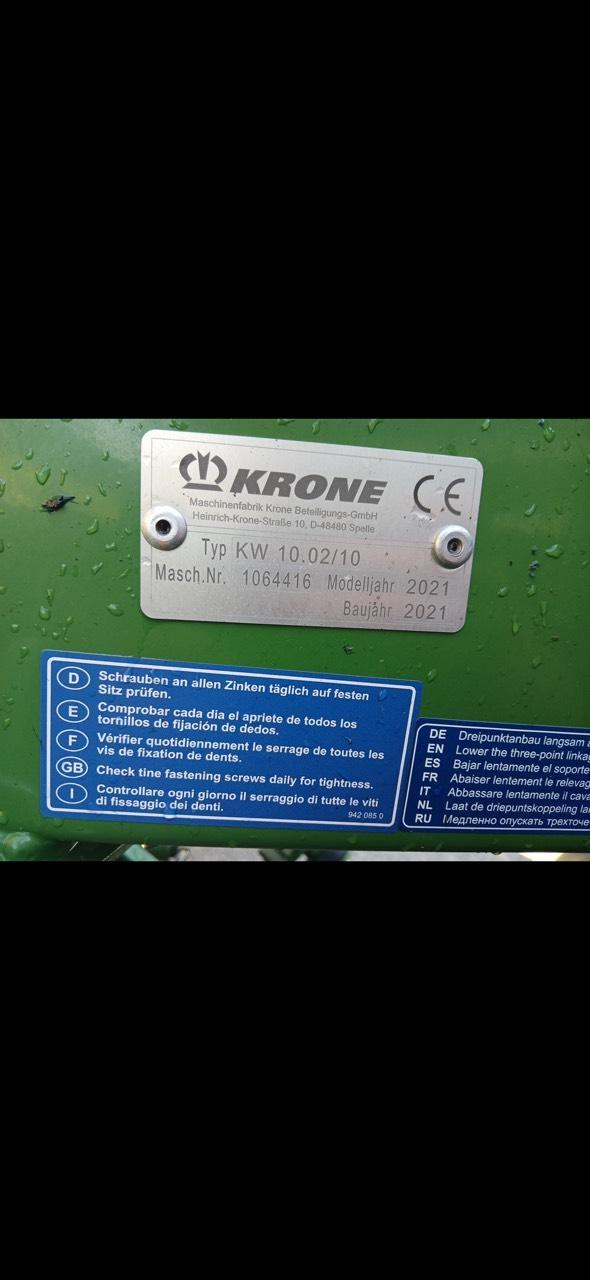 KRONE CE
Maschinenfabrik Krone Beteiligungs-GmbH
Heinrich-Krone-Straße 10, D-48480 Spelle
Typ KW 10.02/10
Masch.Nr. 1064416 Modelljahr 2021
Baujahr 2021
D Schrauben an allen Zinken täglich auf festen
Sitz prüfen.
E Comprobar cada dia el apriete de todos los
tornillos de fijación de dedos.
F Vérifier quotidiennement le serrage de toutes les
vis de fixation de dents.
GB Check tine fastening screws daily for tightness.
I Controllare ogni giorno il serraggio di tutte le viti
di fissaggio dei denti.
942 085 0
DE Dreipunktanbau langsam
EN Lower the three-point
ES Bajar lentamente el soporte
FR Abaiser lentement le
IT Abbassare lentamente il
NL Laat de driepuntskoppeling
RU Медленно опускать